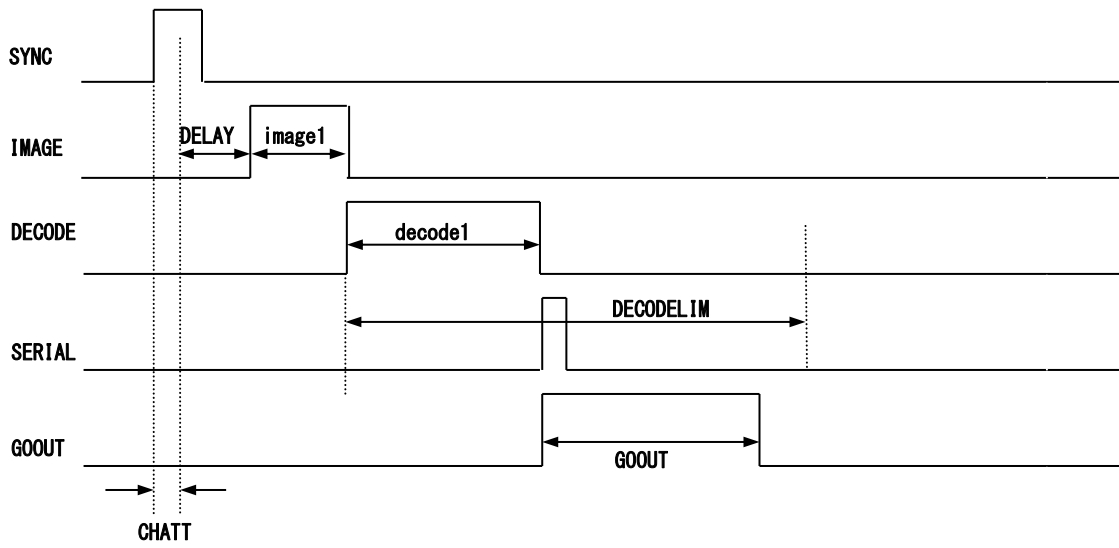 SYNC
DELAY
image1
IMAGE
DECODE
decode1
DECODELIM
SERIAL
GOOUT
GOOUT
CHATT